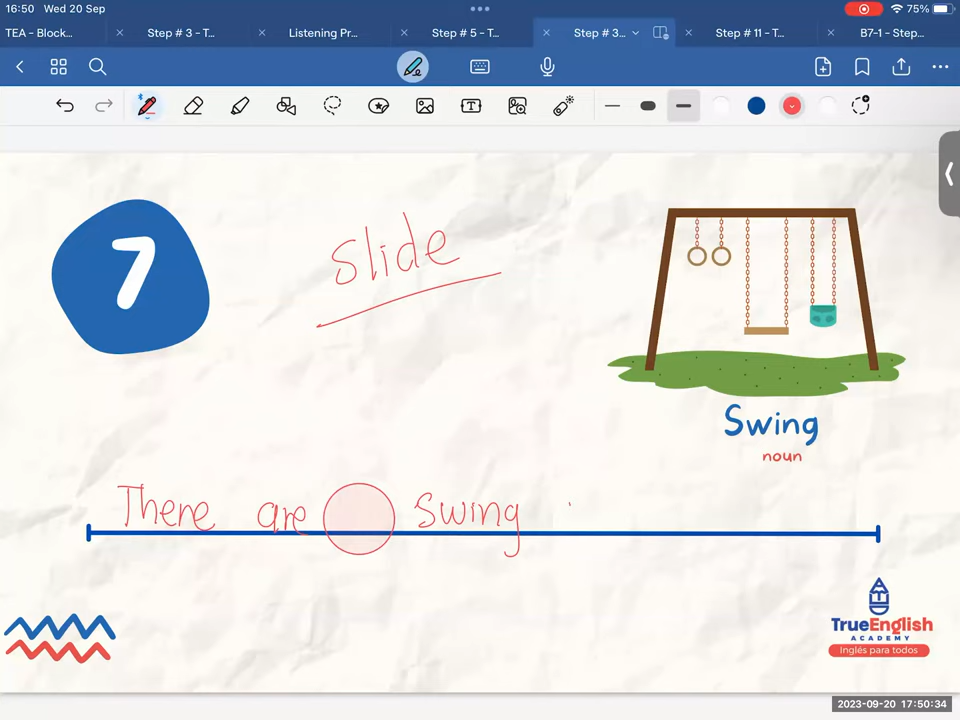 16:50 Wed 20 Sep
75%
TEA - Block...
Step # 3 - T...
Listening Pr...
Step # 5 - T...
Step # 3...
Step # 11 - T...
B7-1 - Step...
7
slide
Swing
noun
There are swing
TrueEnglish
ACADEMY
Inglés para todos
2023-09-20 17:50:34